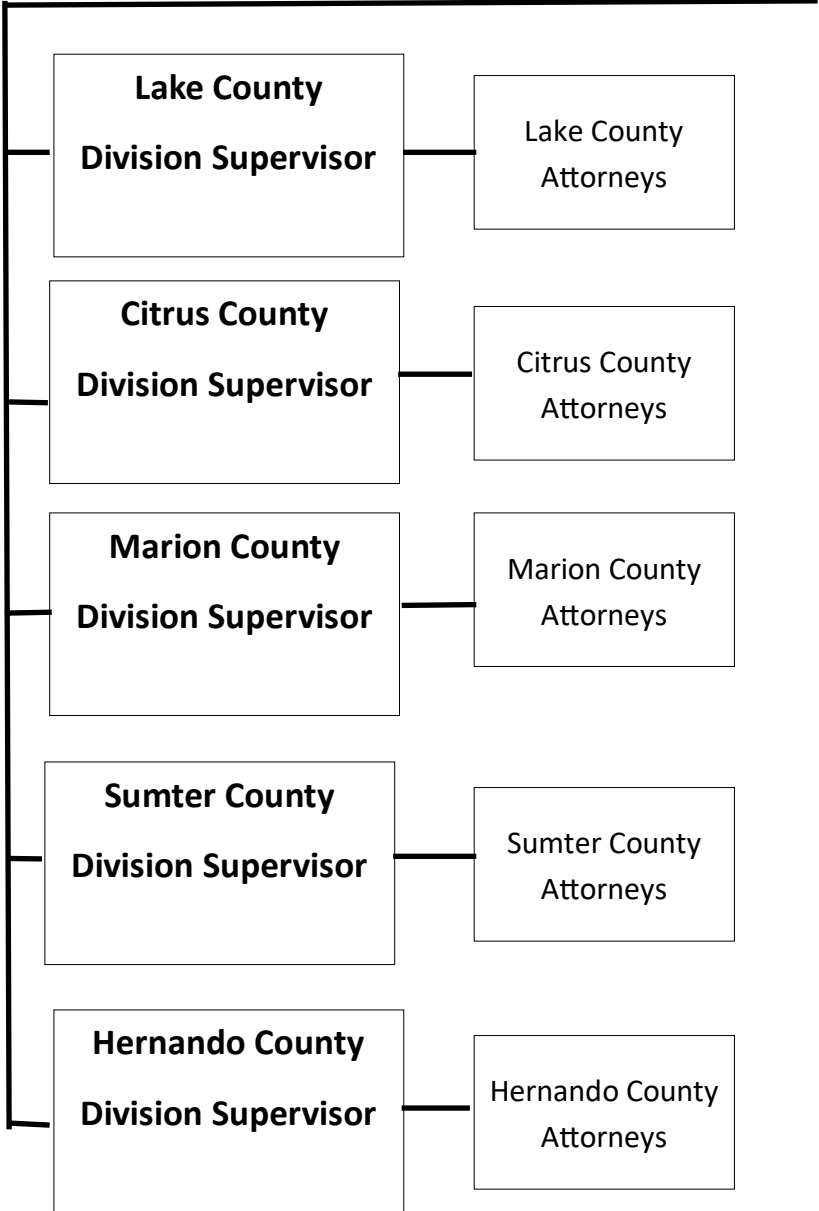 Lake County
Division Supervisor
Lake County
Attorneys
Citrus County
Division Supervisor
Citrus County
Attorneys
Marion County
Division Supervisor
Marion County
Attorneys
Sumter County
Division Supervisor
Sumter County
Attorneys
Hernando County
Division Supervisor
Hernando County
Attorneys